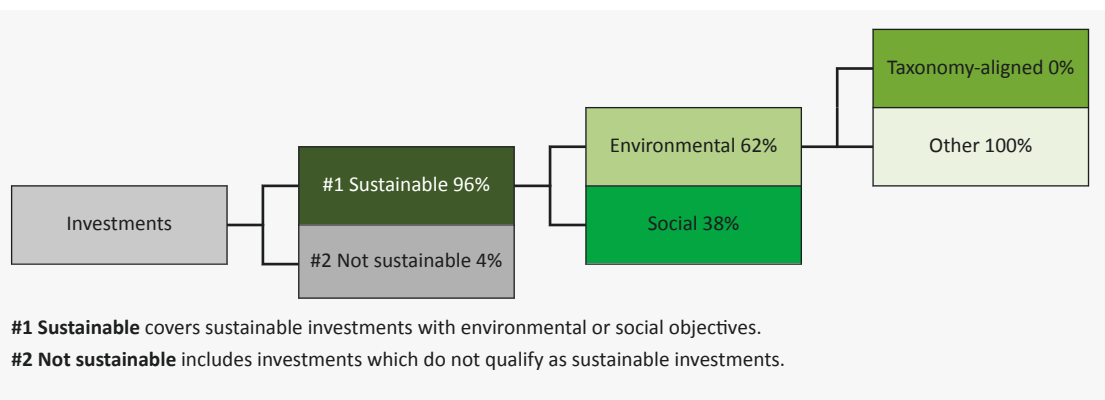 Investments
#1 Sustainable 96%
#2 Not sustainable 4%
Environmental 62%
Social 38%
Taxonomy-aligned 0%
Other 100%
#1 Sustainable covers sustainable investments with environmental or social objectives.
#2 Not sustainable includes investments which do not qualify as sustainable investments.